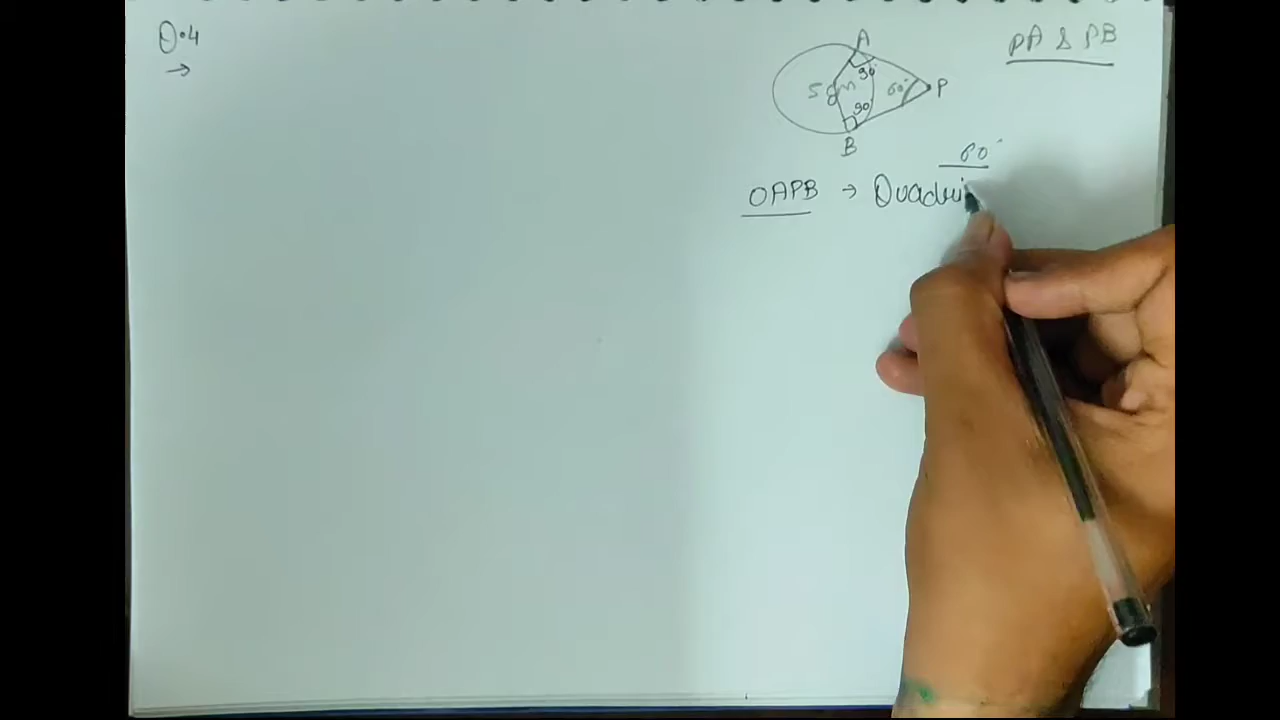 Q.4
→
PA & PB
A
90
5cm
60°
P
90
B
60°
OAPB → Quadri